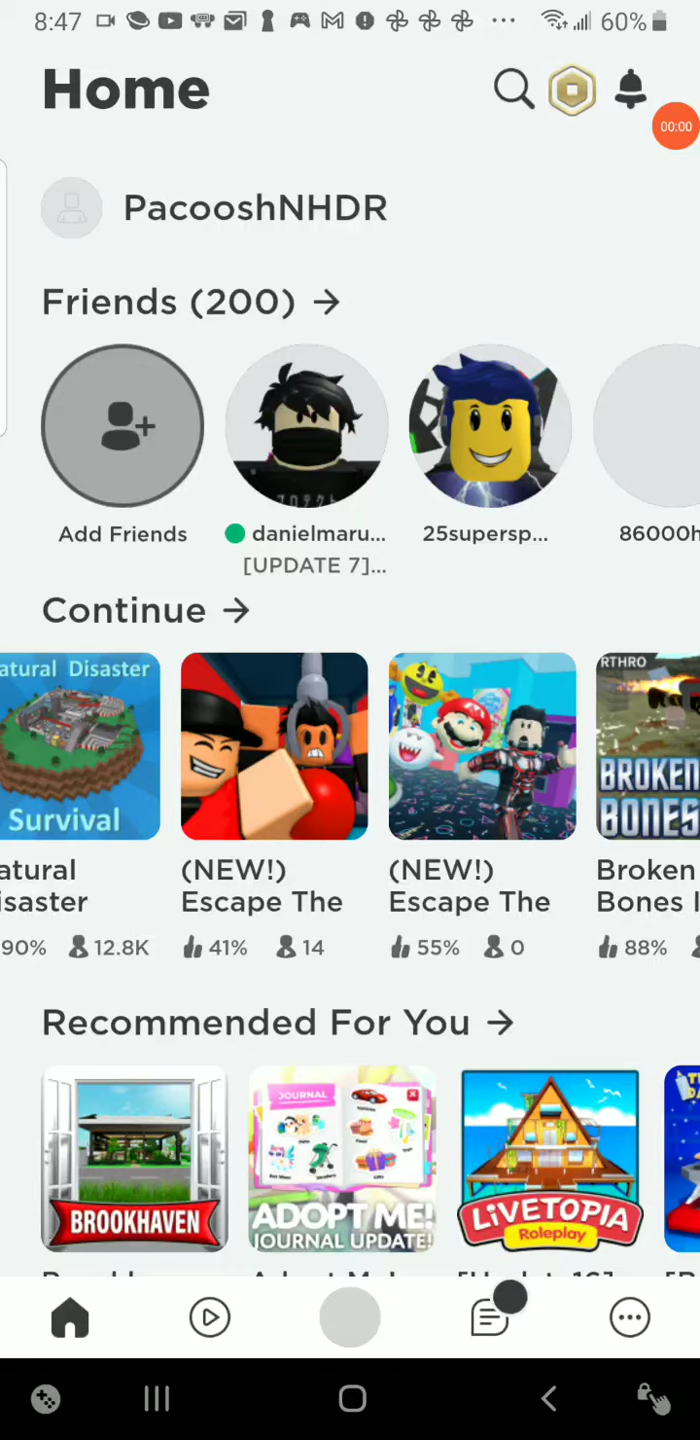 8:47
60%
Home
00:00
PacooshNHDR
Friends (200)
Add Friends
danielmaru...
[UPDATE 7]...
25supersp...
86000h
Continue
atural Disaster
Survival
RTHRO
BROKEN
BONES
atural
isaster
(NEW!)
Escape The
(NEW!)
Escape The
Broken
Bones I
90% 12.8K
41% 14
55% 0
88%
Recommended For You
BROOKHAVEN
JOURNAL
ADOPT ME!
JOURNAL UPDATE!
LIVETOPIA
Roleplay